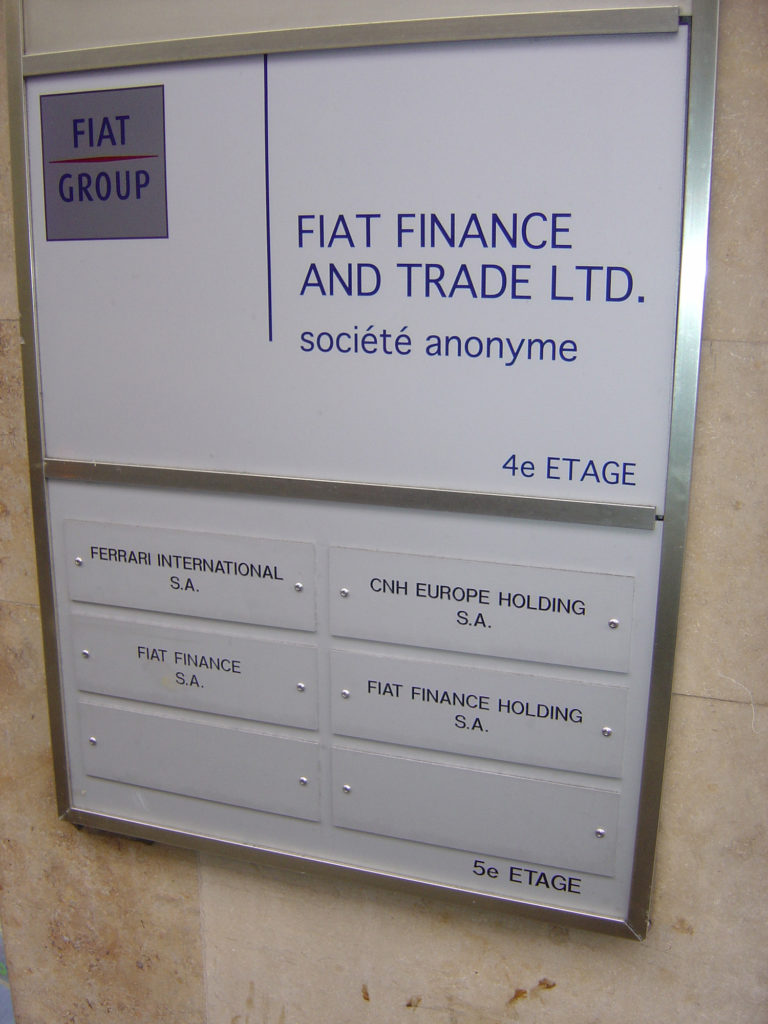 FIAT
GROUP
FIAT FINANCE
AND TRADE LTD.
société anonyme
4e ETAGE
FERRARI INTERNATIONAL
S.A.
CNH EUROPE HOLDING
S.A.
FIAT FINANCE
S.A.
FIAT FINANCE HOLDING
S.A.
5e ETAGE